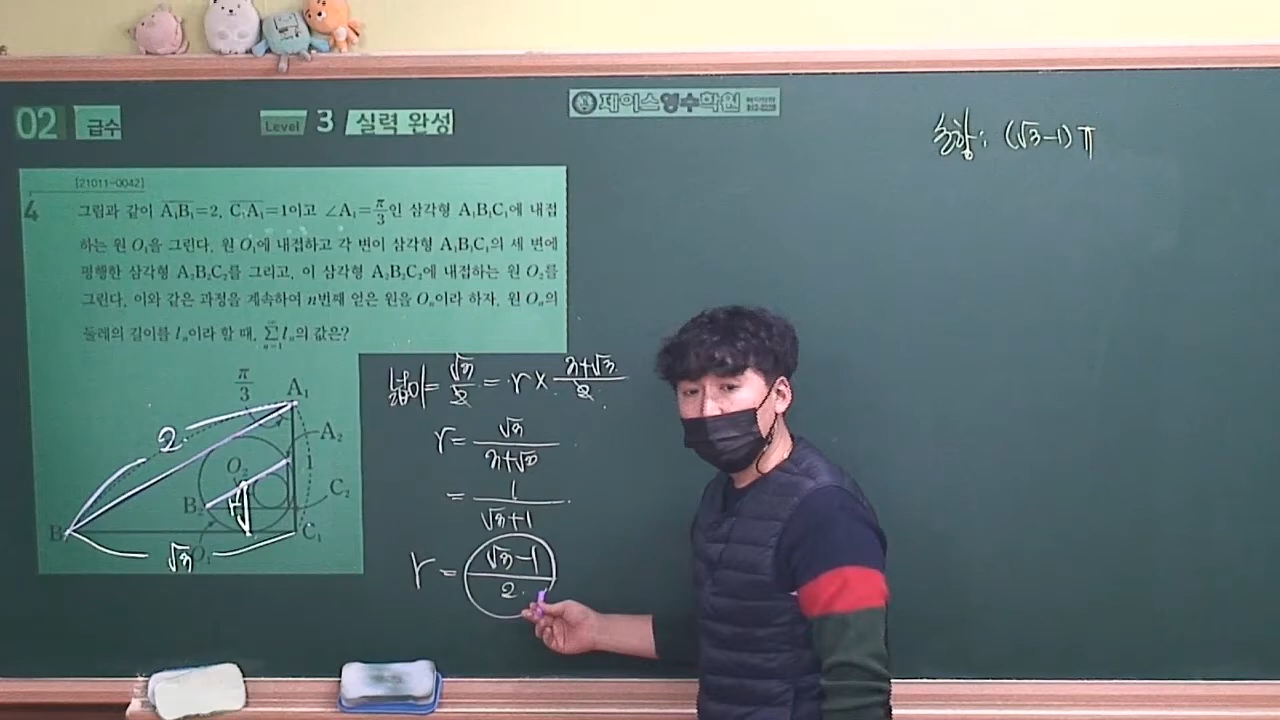 02 급수
Level 3 실력 완성
제이스영수학원
초항: (√3-1)π
[21011-0042]
4 그림과 같이 A₁B₁=2, C₁A₁=1이고 ∠A₁=π/3인 삼각형 A₁B₁C₁에 내접
하는 원 O₁을 그린다. 원 O₁에 내접하고 각 변이 삼각형 A₁B₁C₁의 세 변에
평행한 삼각형 A₂B₂C₂를 그리고, 이 삼각형 A₂B₂C₂에 내접하는 원 O₂를
그린다. 이와 같은 과정을 계속하여 n번째 얻은 원을 Oₙ이라 하자. 원 Oₙ의
둘레의 길이를 lₙ이라 할 때, ∞∑n=1 lₙ의 값은?
넓이= √3/2 = r × 3+√3/2
r = √3/3+√3
= 1/√3+1
r = √3-1/2
π/3
A₁
2
A₂
1
O₂
C₂
B₂
B₁
C₁
√3
O₁